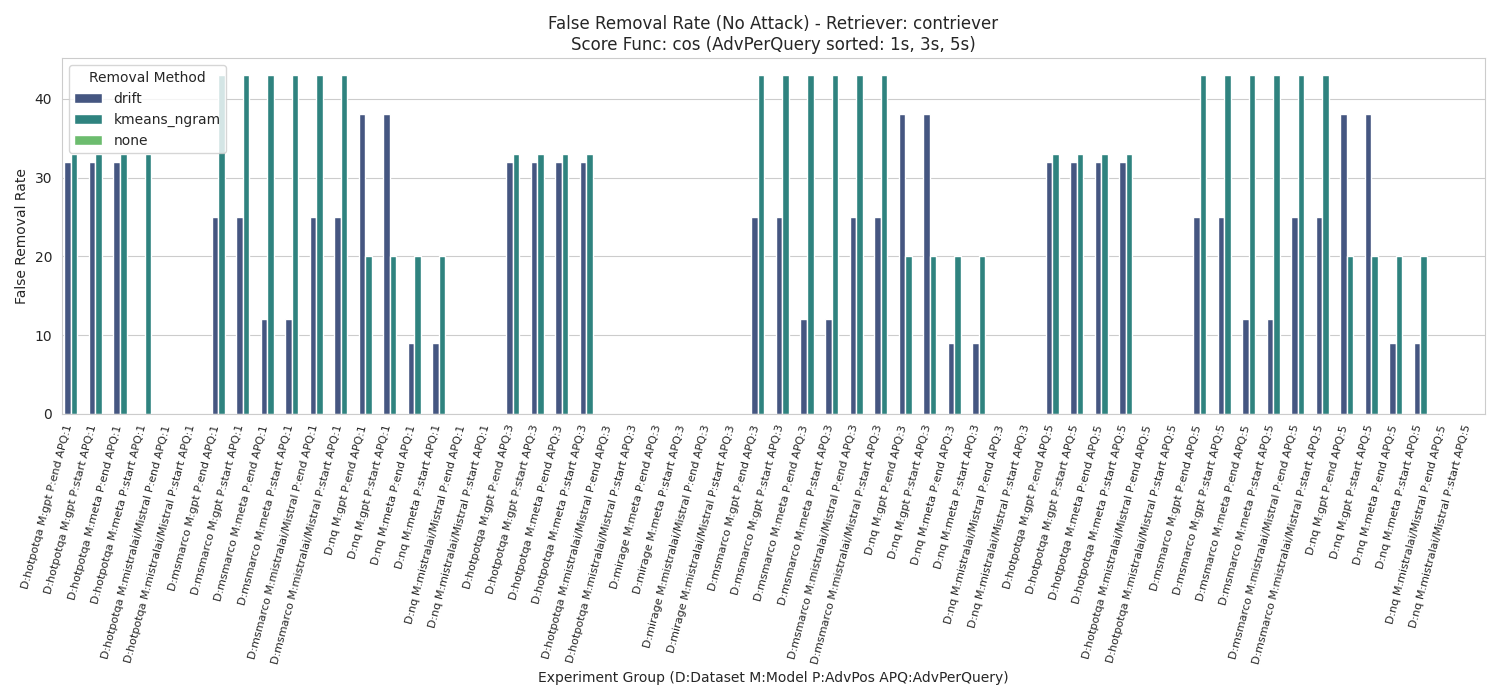 False Removal Rate (No Attack) - Retriever: contriever
Score Func: cos (AdvPerQuery sorted: 1s, 3s, 5s)
Removal Method
drift
kmeans_ngram
none
False Removal Rate
40
30
20
10
0
D:hotpotqa M:gpt P:end APQ:1
D:hotpotqa M:gpt P:start APQ:1
D:hotpotqa M:meta P:end APQ:1
D:hotpotqa M:meta P:start APQ:1
D:hotpotqa M:mistralai/Mistral P:end APQ:1
D:hotpotqa M:mistralai/Mistral P:start APQ:1
D:msmarco M:gpt P:end APQ:1
D:msmarco M:gpt P:start APQ:1
D:msmarco M:meta P:end APQ:1
D:msmarco M:meta P:start APQ:1
D:msmarco M:mistralai/Mistral P:end APQ:1
D:msmarco M:mistralai/Mistral P:start APQ:1
D:nq M:gpt P:end APQ:1
D:nq M:gpt P:start APQ:1
D:nq M:meta P:end APQ:1
D:nq M:meta P:start APQ:1
D:nq M:mistralai/Mistral P:end APQ:1
D:nq M:mistralai/Mistral P:start APQ:1
D:hotpotqa M:gpt P:end APQ:3
D:hotpotqa M:gpt P:start APQ:3
D:hotpotqa M:meta P:end APQ:3
D:hotpotqa M:meta P:start APQ:3
D:hotpotqa M:mistralai/Mistral P:end APQ:3
D:hotpotqa M:mistralai/Mistral P:start APQ:3
D:mirage M:meta P:end APQ:3
D:mirage M:meta P:start APQ:3
D:mirage M:mistralai/Mistral P:end APQ:3
D:mirage M:mistralai/Mistral P:start APQ:3
D:msmarco M:gpt P:end APQ:3
D:msmarco M:gpt P:start APQ:3
D:msmarco M:meta P:end APQ:3
D:msmarco M:meta P:start APQ:3
D:msmarco M:mistralai/Mistral P:end APQ:3
D:msmarco M:mistralai/Mistral P:start APQ:3
D:nq M:gpt P:end APQ:3
D:nq M:gpt P:start APQ:3
D:nq M:meta P:end APQ:3
D:nq M:meta P:start APQ:3
D:nq M:mistralai/Mistral P:end APQ:3
D:nq M:mistralai/Mistral P:start APQ:3
D:hotpotqa M:gpt P:end APQ:5
D:hotpotqa M:gpt P:start APQ:5
D:hotpotqa M:meta P:end APQ:5
D:hotpotqa M:meta P:start APQ:5
D:hotpotqa M:mistralai/Mistral P:end APQ:5
D:hotpotqa M:mistralai/Mistral P:start APQ:5
D:msmarco M:gpt P:end APQ:5
D:msmarco M:gpt P:start APQ:5
D:msmarco M:meta P:end APQ:5
D:msmarco M:meta P:start APQ:5
D:msmarco M:mistralai/Mistral P:end APQ:5
D:msmarco M:mistralai/Mistral P:start APQ:5
D:nq M:gpt P:end APQ:5
D:nq M:gpt P:start APQ:5
D:nq M:meta P:end APQ:5
D:nq M:meta P:start APQ:5
D:nq M:mistralai/Mistral P:end APQ:5
D:nq M:mistralai/Mistral P:start APQ:5
Experiment Group (D:Dataset M:Model P:AdvPos APQ:AdvPerQuery)